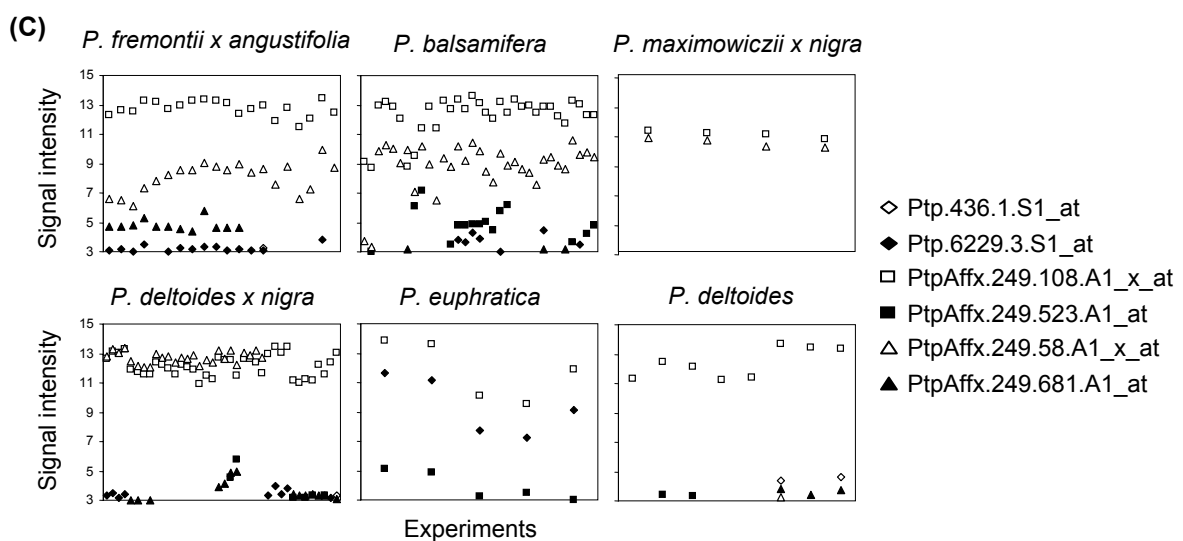 (C)
P. fremontii x angustifolia
P. balsamifera
P. maximowiczii x nigra
Signal intensity
15
13
11
9
7
5
3
P. deltoides x nigra
P. euphratica
P. deltoides
Signal intensity
15
13
11
9
7
5
3
Experiments
Ptp.436.1.S1_at
Ptp.6229.3.S1_at
PtpAffx.249.108.A1_x_at
PtpAffx.249.523.A1_at
PtpAffx.249.58.A1_x_at
PtpAffx.249.681.A1_at